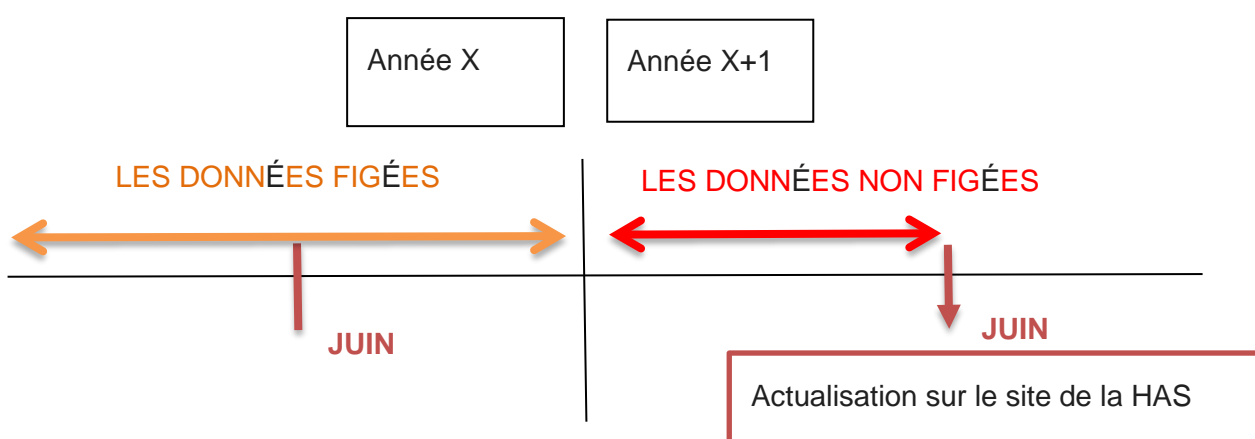 Année X
Année X+1
LES DONNÉES FIGÉES
LES DONNÉES NON FIGÉES
JUIN
JUIN
Actualisation sur le site de la HAS